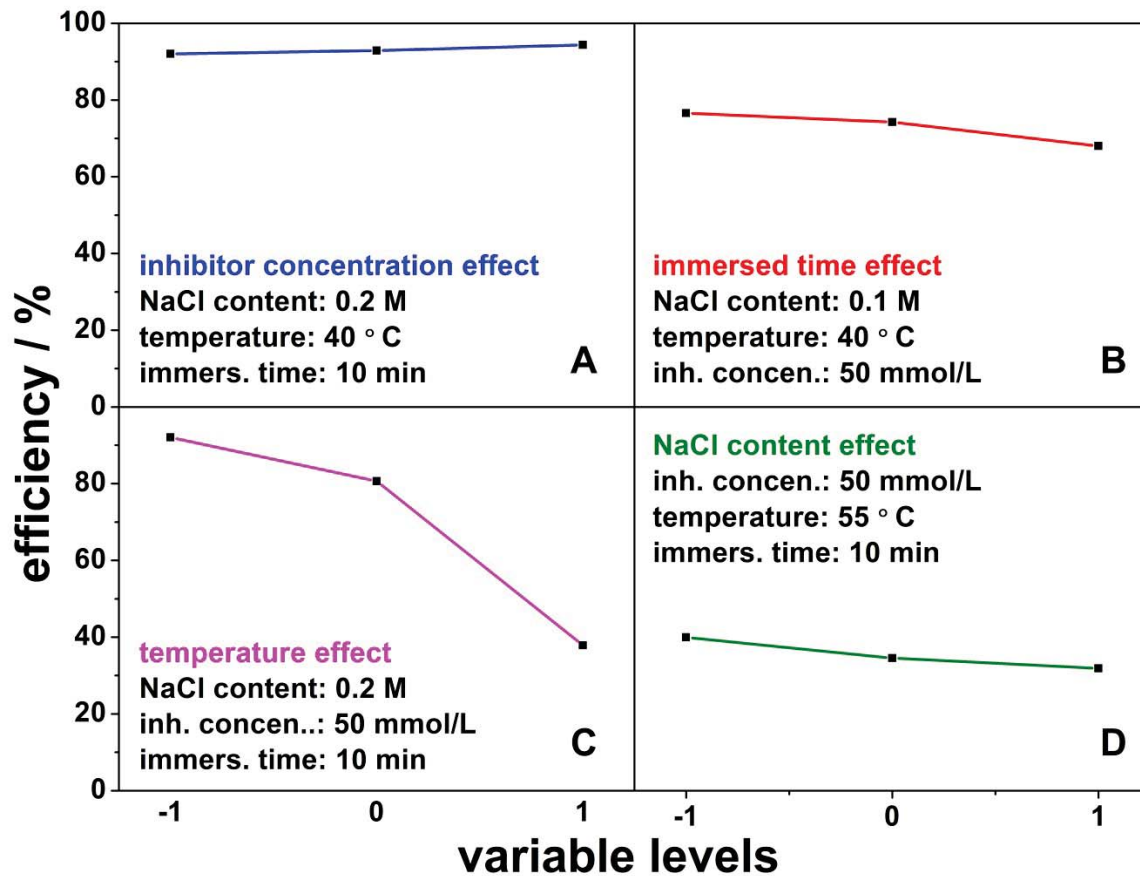 efficiency / %
100
80
60
40
20
0
inhibitor concentration effect
NaCl content: 0.2 M
temperature: 40 ° C
immers. time: 10 min
A
immersed time effect
NaCl content: 0.1 M
temperature: 40 ° C
inh. concen.: 50 mmol/L
B
80
60
40
20
0
temperature effect
NaCl content: 0.2 M
inh. concen..: 50 mmol/L
immers. time: 10 min
C
NaCl content effect
inh. concen.: 50 mmol/L
temperature: 55 ° C
immers. time: 10 min
D
-1 0 1
-1 0 1
variable levels